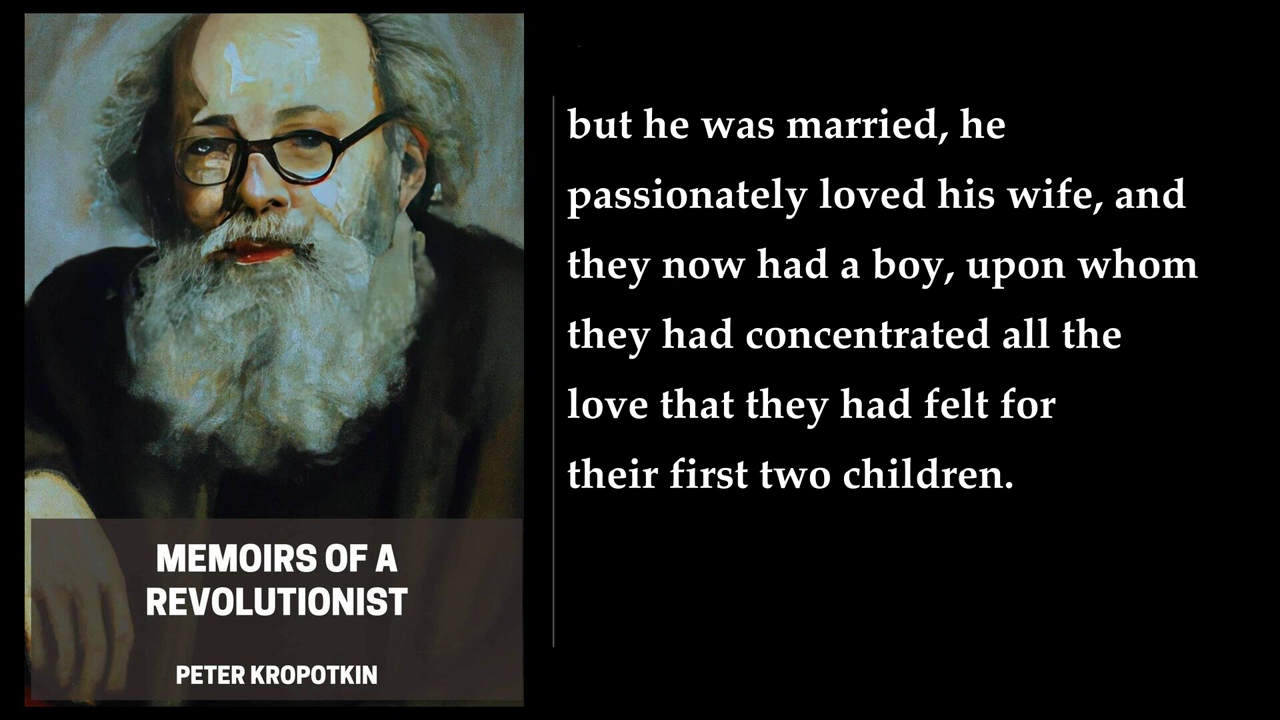 but he was married, he
passionately loved his wife, and
they now had a boy, upon whom
they had concentrated all the
love that they had felt for
their first two children.
MEMOIRS OF A
REVOLUTIONIST
PETER KROPOTKIN